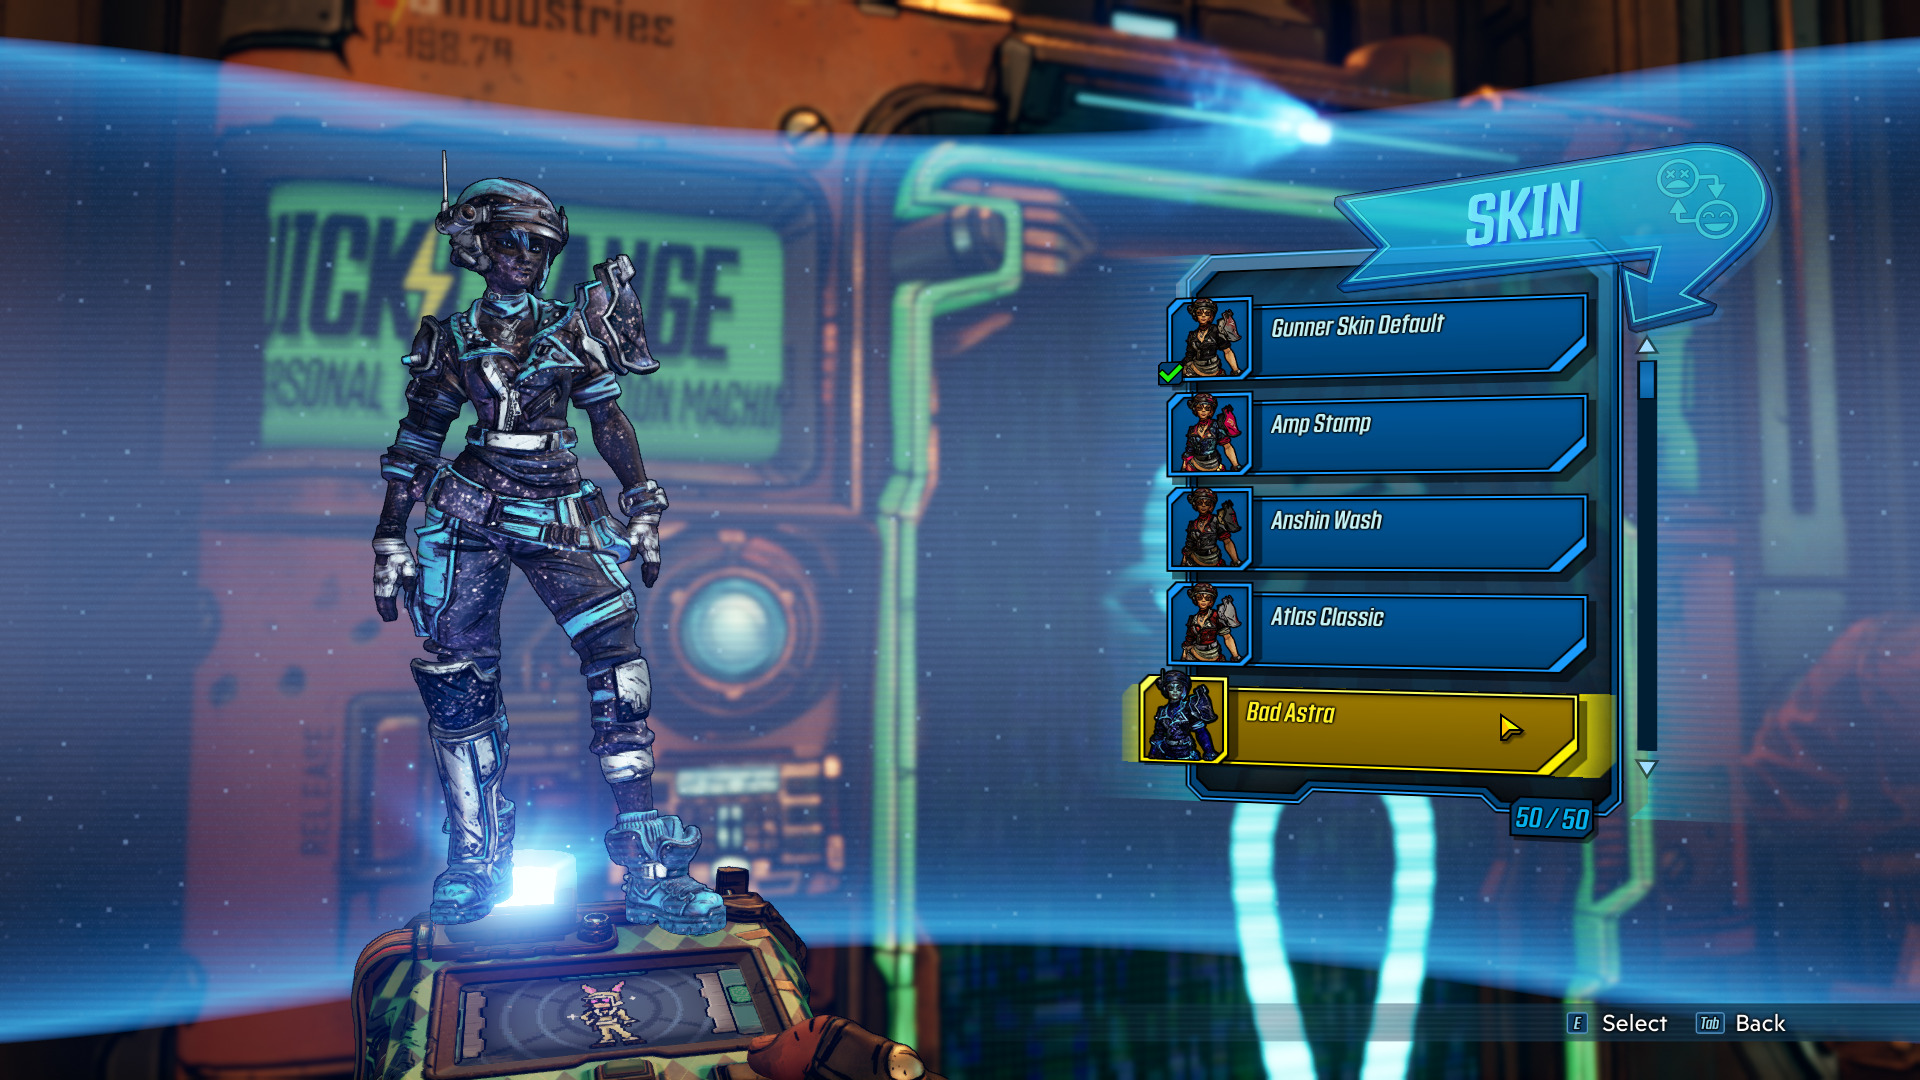 industries
P-198.79
SKIN
Gunner Skin Default
Amp Stamp
Anshin Wash
Atlas Classic
Bad Astra
50/50
RELEASE
E Select Tab Back